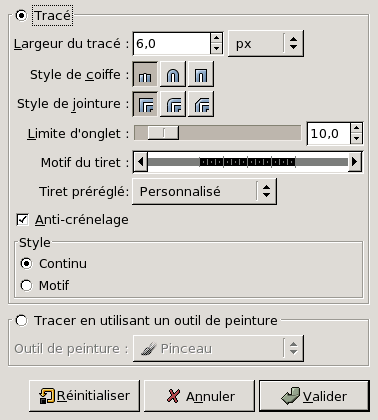 Tracé
Largeur du tracé : 6,0 px
Style de coiffe :
Style de jointure :
Limite d'onglet : 10,0
Motif du tiret :
Tiret préréglé: Personnalisé
Anti-crénelage
Style
Continu
Motif
Tracer en utilisant un outil de peinture
Outil de peinture : Pinceau
Réinitialiser Annuler Valider